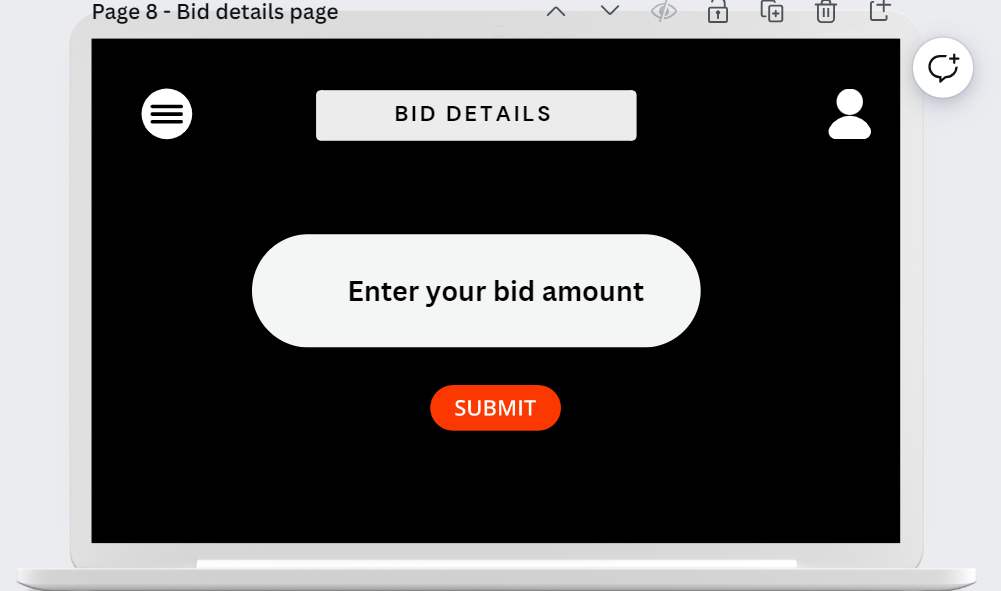 Page 8 - Bid details page
BID DETAILS
Enter your bid amount
SUBMIT